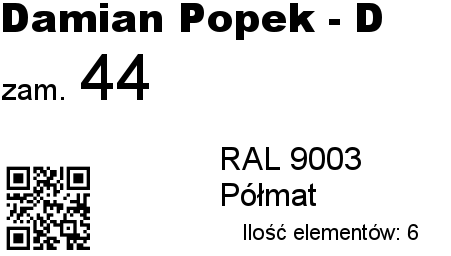 Damian Popek - D
zam. 44
RAL 9003
Półmat
Ilość elementów: 6